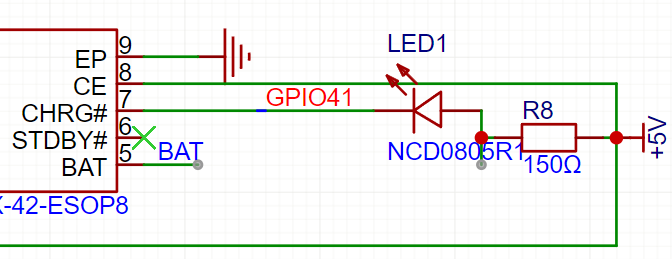 LED1
EP 9
CE 8
CHRG# 7 GPIO41
R8
STDBY# 6
+5V
BAT 5 BAT
NCD0805R1
150Ω
-42-ESOP8